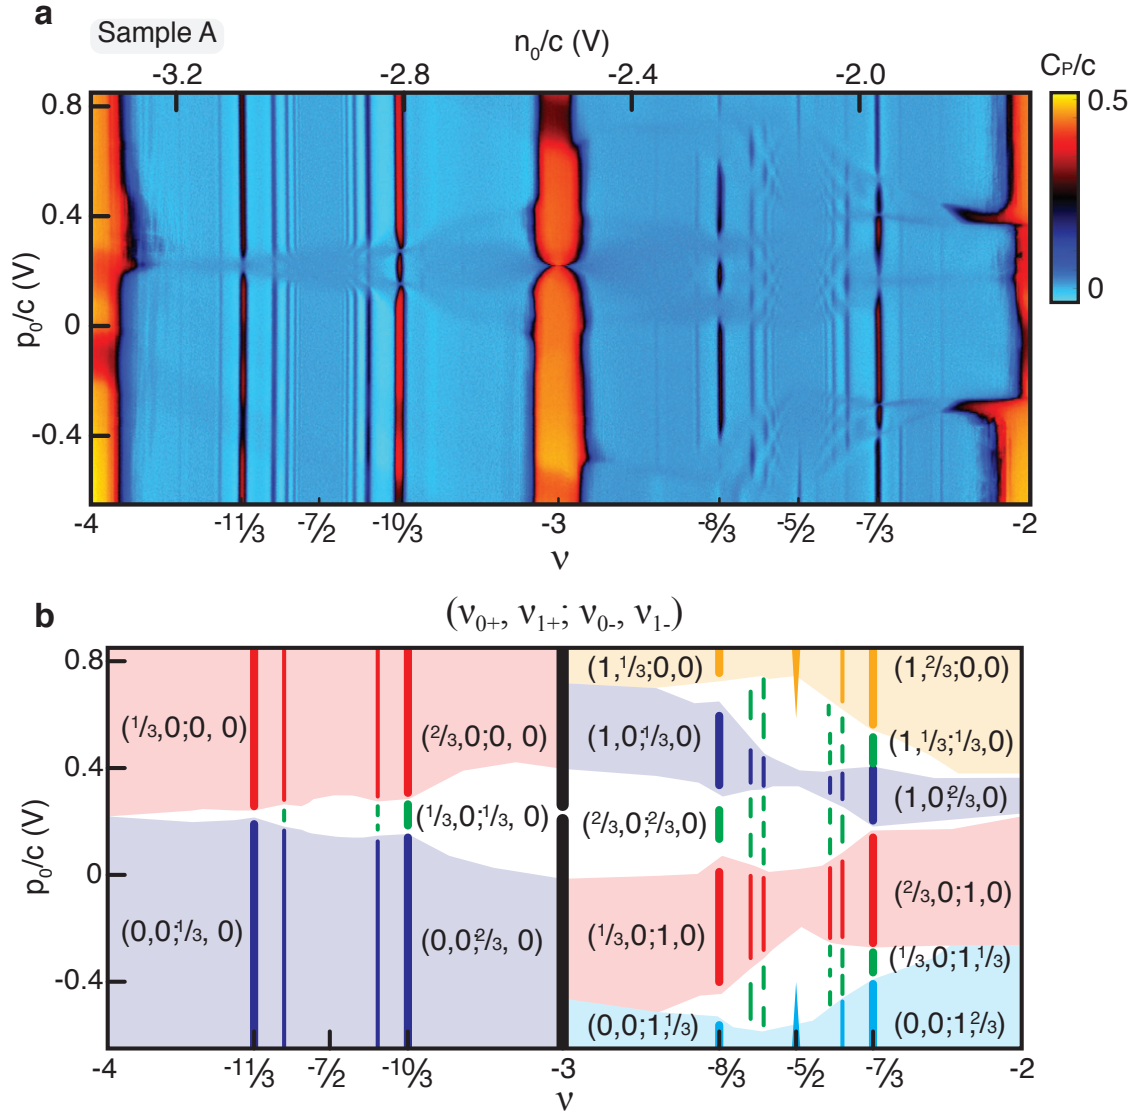 a
Sample A
n₀/c (V)
-3.2 -2.8 -2.4 -2.0
Cₚ/c
0.5
0
p₀/c (V)
0.8
0.4
0
-0.4
-4 -11⁄3 -7⁄2 -10⁄3 -3 -8⁄3 -5⁄2 -7⁄3 -2
ν
b
(ν₀₊, ν₁₊; ν₀₋, ν₁₋)
p₀/c (V)
0.8
0.4
0
-0.4
(1⁄3,0;0, 0)
(2⁄3,0;0, 0)
(1⁄3,0;1⁄3, 0)
(0,0;1⁄3, 0)
(0,0;2⁄3, 0)
(1,1⁄3;0,0)
(1,0;1⁄3,0)
(2⁄3,0;2⁄3,0)
(1⁄3,0;1,0)
(0,0;1,1⁄3)
(1,2⁄3;0,0)
(1,1⁄3;1⁄3,0)
(1,0;2⁄3,0)
(2⁄3,0;1,0)
(1⁄3,0;1,1⁄3)
(0,0;1,2⁄3)
-4 -11⁄3 -7⁄2 -10⁄3 -3 -8⁄3 -5⁄2 -7⁄3 -2
ν